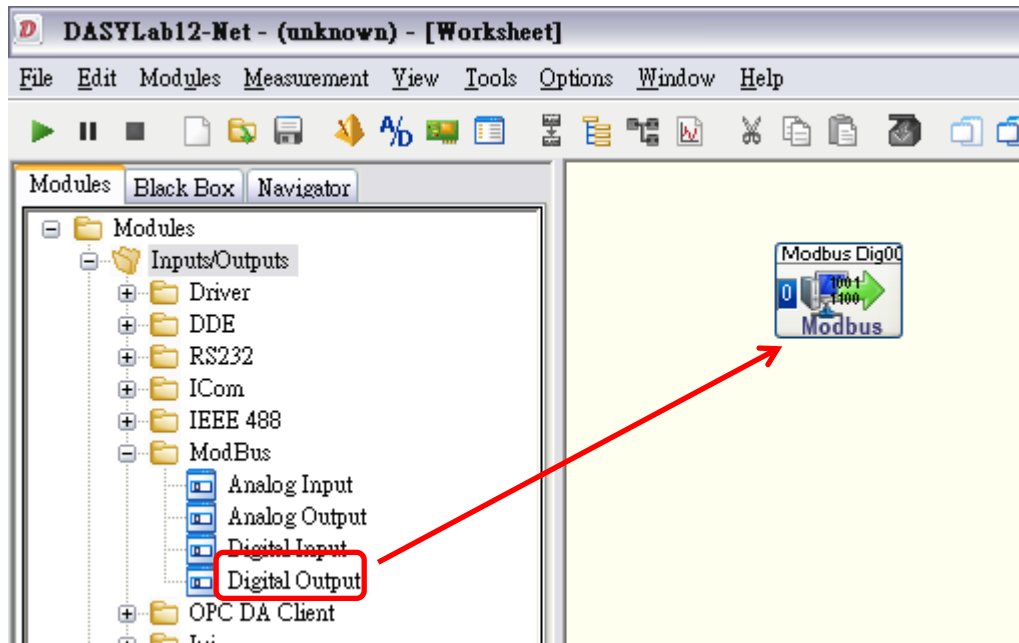 DASYLab12-Net - (unknown) - [Worksheet]
File Edit Modules Measurement View Tools Options Window Help
Modules Black Box Navigator
Modules
Inputs/Outputs
Driver
DDE
RS232
ICom
IEEE 488
ModBus
Analog Input
Analog Output
Digital Input
Digital Output
OPC DA Client
Modbus Dig00
0
1001
1100
Modbus